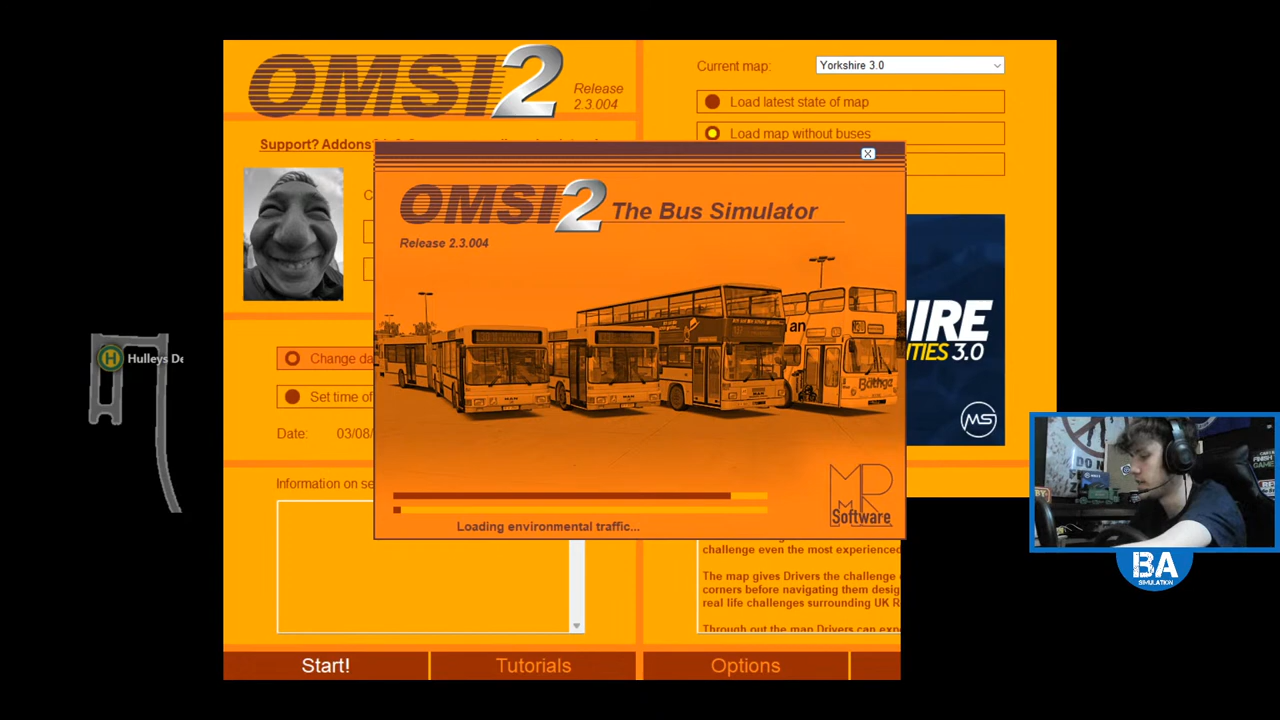 OMSI 2
Release
2.3.004
Current map:
Yorkshire 3.0
Load latest state of map
Load map without buses
Support? Addons
OMSI 2 The Bus Simulator
Release 2.3.004
Hulleys De
Change da
Set time of
Date: 03/08/
IRE
ITIES 3.0
MS
Information on se
MR
Software
Loading environmental traffic...
challenge even the most experienced
The map gives Drivers the challenge
corners before navigating them desig
real life challenges surrounding UK R
Through out the map Drivers can exp
BA
SIMULATION
Start!
Tutorials
Options